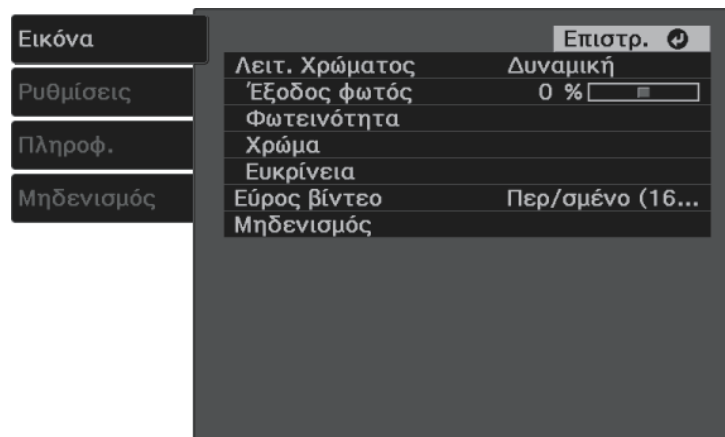 Εικόνα
Ρυθμίσεις
Πληροφ.
Μηδενισμός
Επιστρ.
Λειτ. Χρώματος Δυναμική
Έξοδος φωτός 0 %
Φωτεινότητα
Χρώμα
Ευκρίνεια
Εύρος βίντεο Περ/σμένο (16...
Μηδενισμός